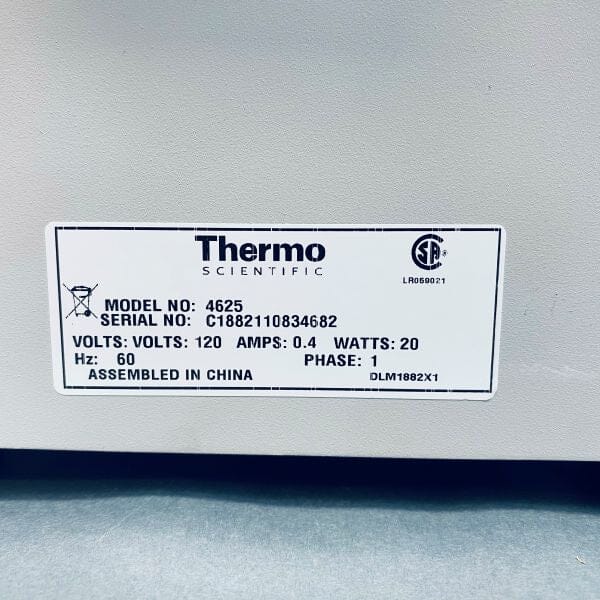 Thermo
SCIENTIFIC
SA
LR059021
MODEL NO: 4625
SERIAL NO: C1882110834682
VOLTS: VOLTS: 120 AMPS: 0.4 WATTS: 20
Hz: 60 PHASE: 1
ASSEMBLED IN CHINA
DLM1882X1